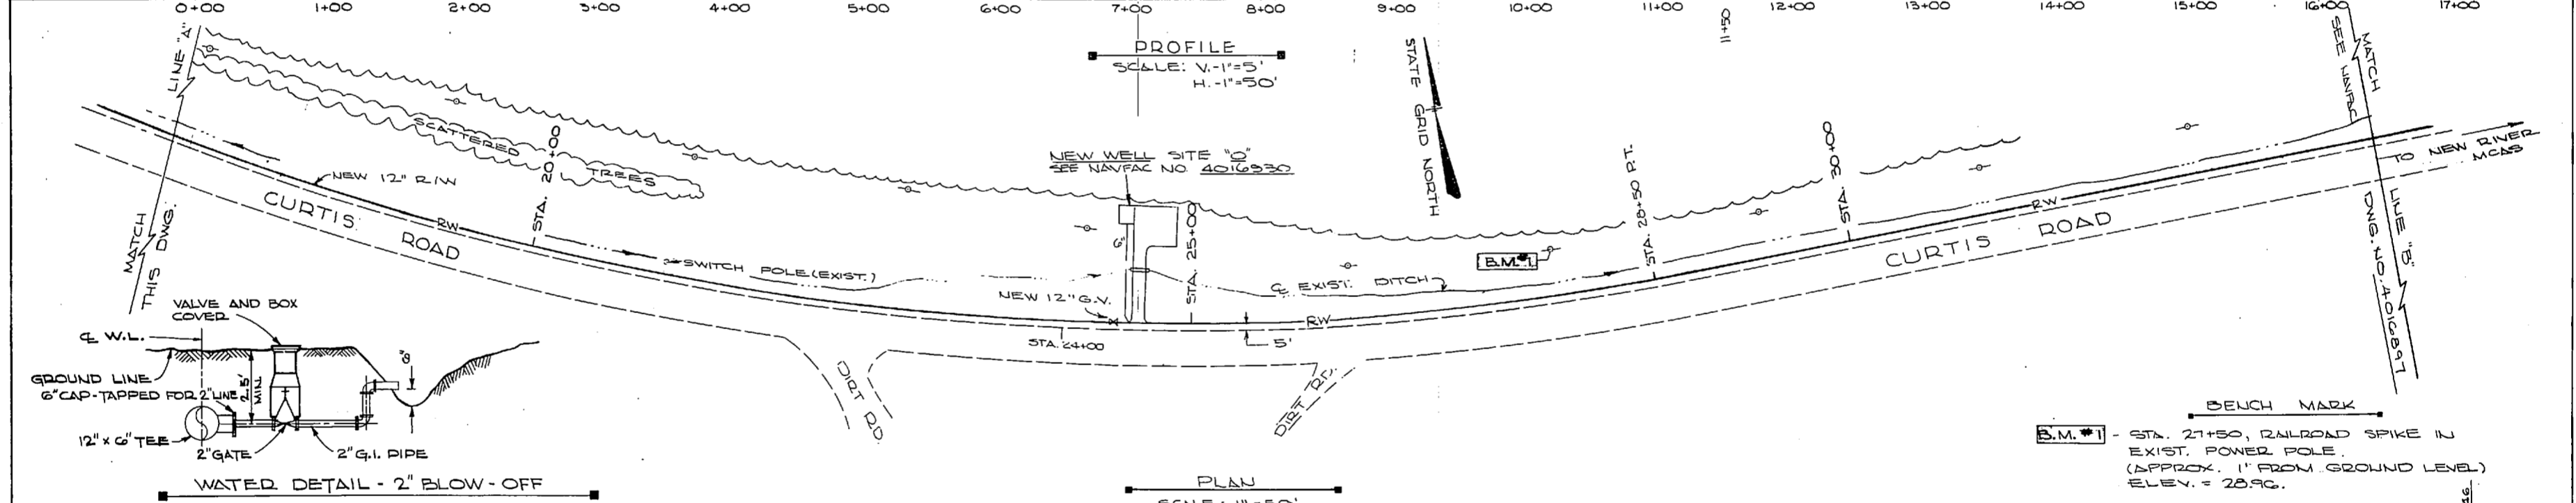 0+00 1+00 2+00 3+00 4+00 5+00 6+00 7+00 8+00 9+00 10+00 11+00 11+50 12+00 13+00 14+00 15+00 16+00 17+00
PROFILE
SCALE: V.-1"=5'
H.-1"=50'
LINE "A"
MATCH
THIS DWG.
SCATTERED
TREES
NEW 12" R/W
RW
CURTIS ROAD
STA. 20+00
SWITCH POLE (EXIST.)
NEW WELL SITE "O"
SEE NAVFAC NO. 4016930
6"
NEW 12" G.V.
STA. 24+00
STA. 25+00
℄ EXIST. DITCH
RW
5'
DIRT RD.
DIRT RD.
STATE GRID NORTH
B.M.#1
STA. 28+50 P.T.
STA. 30+00
RW
CURTIS ROAD
MATCH
SEE NAVFAC
LINE "B"
DWG. NO. 4016897
TO NEW RIVER
MCAS
VALVE AND BOX
COVER
℄ W.L.
GROUND LINE
6" CAP-TAPPED FOR 2" LINE
2.5'
MIN.
6"
12" x 6" TEE
2" GATE
2" G.I. PIPE
WATER DETAIL - 2" BLOW-OFF
PLAN
SCALE: 1"=50'
BENCH MARK
B.M.#1 - STA. 27+50, RAILROAD SPIKE IN
EXIST. POWER POLE.
(APPROX. 1' FROM GROUND LEVEL)
ELEV. = 28.96.